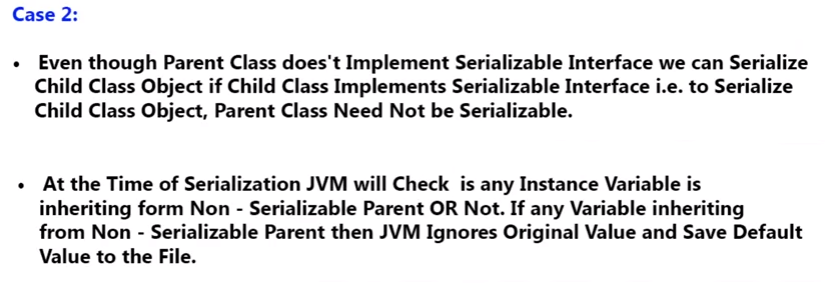 Case 2:
• Even though Parent Class does't Implement Serializable Interface we can Serialize
Child Class Object if Child Class Implements Serializable Interface i.e. to Serialize
Child Class Object, Parent Class Need Not be Serializable.
• At the Time of Serialization JVM will Check is any Instance Variable is
inheriting form Non - Serializable Parent OR Not. If any Variable inheriting
from Non - Serializable Parent then JVM Ignores Original Value and Save Default
Value to the File.